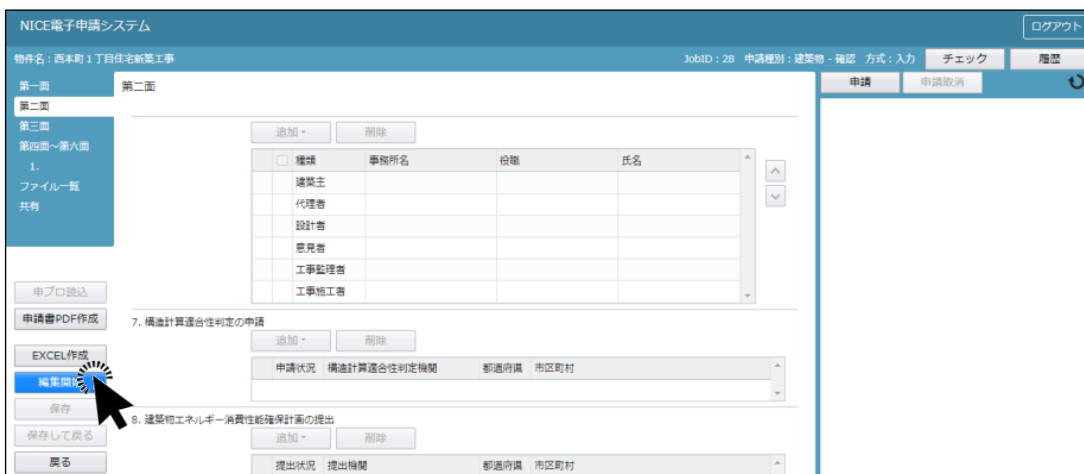 NICE電子申請システム
ログアウト
物件名：西本町１丁目住宅新築工事
JobID：28 申請種別：建築物 - 確認 方式：入力
チェック
履歴
第一面
第二面
第三面
第四面～第六面
1.
ファイル一覧
共有
第二面
申請
申請取消
追加
削除
種類 事務所名 役職 氏名
建築主
代理者
設計者
意見者
工事監理者
工事施工者
申プロ読込
申請書PDF作成
EXCEL作成
編集開始
保存
保存して戻る
戻る
7. 構造計算適合性判定の申請
追加
削除
申請状況 構造計算適合性判定機関 都道府県 市区町村
8. 建築物エネルギー消費性能確保計画の提出
追加
削除
提出状況 提出機関 都道府県 市区町村